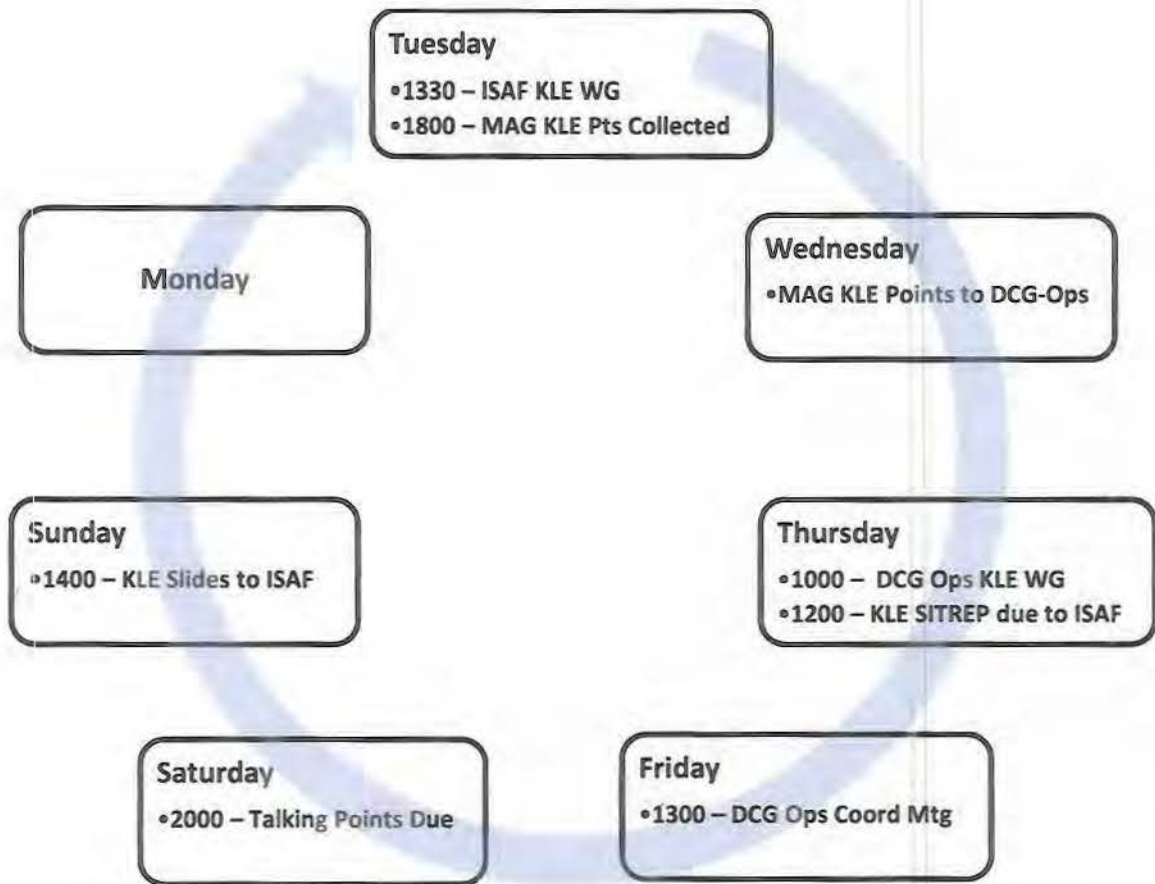 Tuesday
•1330 – ISAF KLE WG
•1800 – MAG KLE Pts Collected
Wednesday
•MAG KLE Points to DCG-Ops
Thursday
•1000 – DCG Ops KLE WG
•1200 – KLE SITREP due to ISAF
Friday
•1300 – DCG Ops Coord Mtg
Saturday
•2000 – Talking Points Due
Sunday
•1400 – KLE Slides to ISAF
Monday